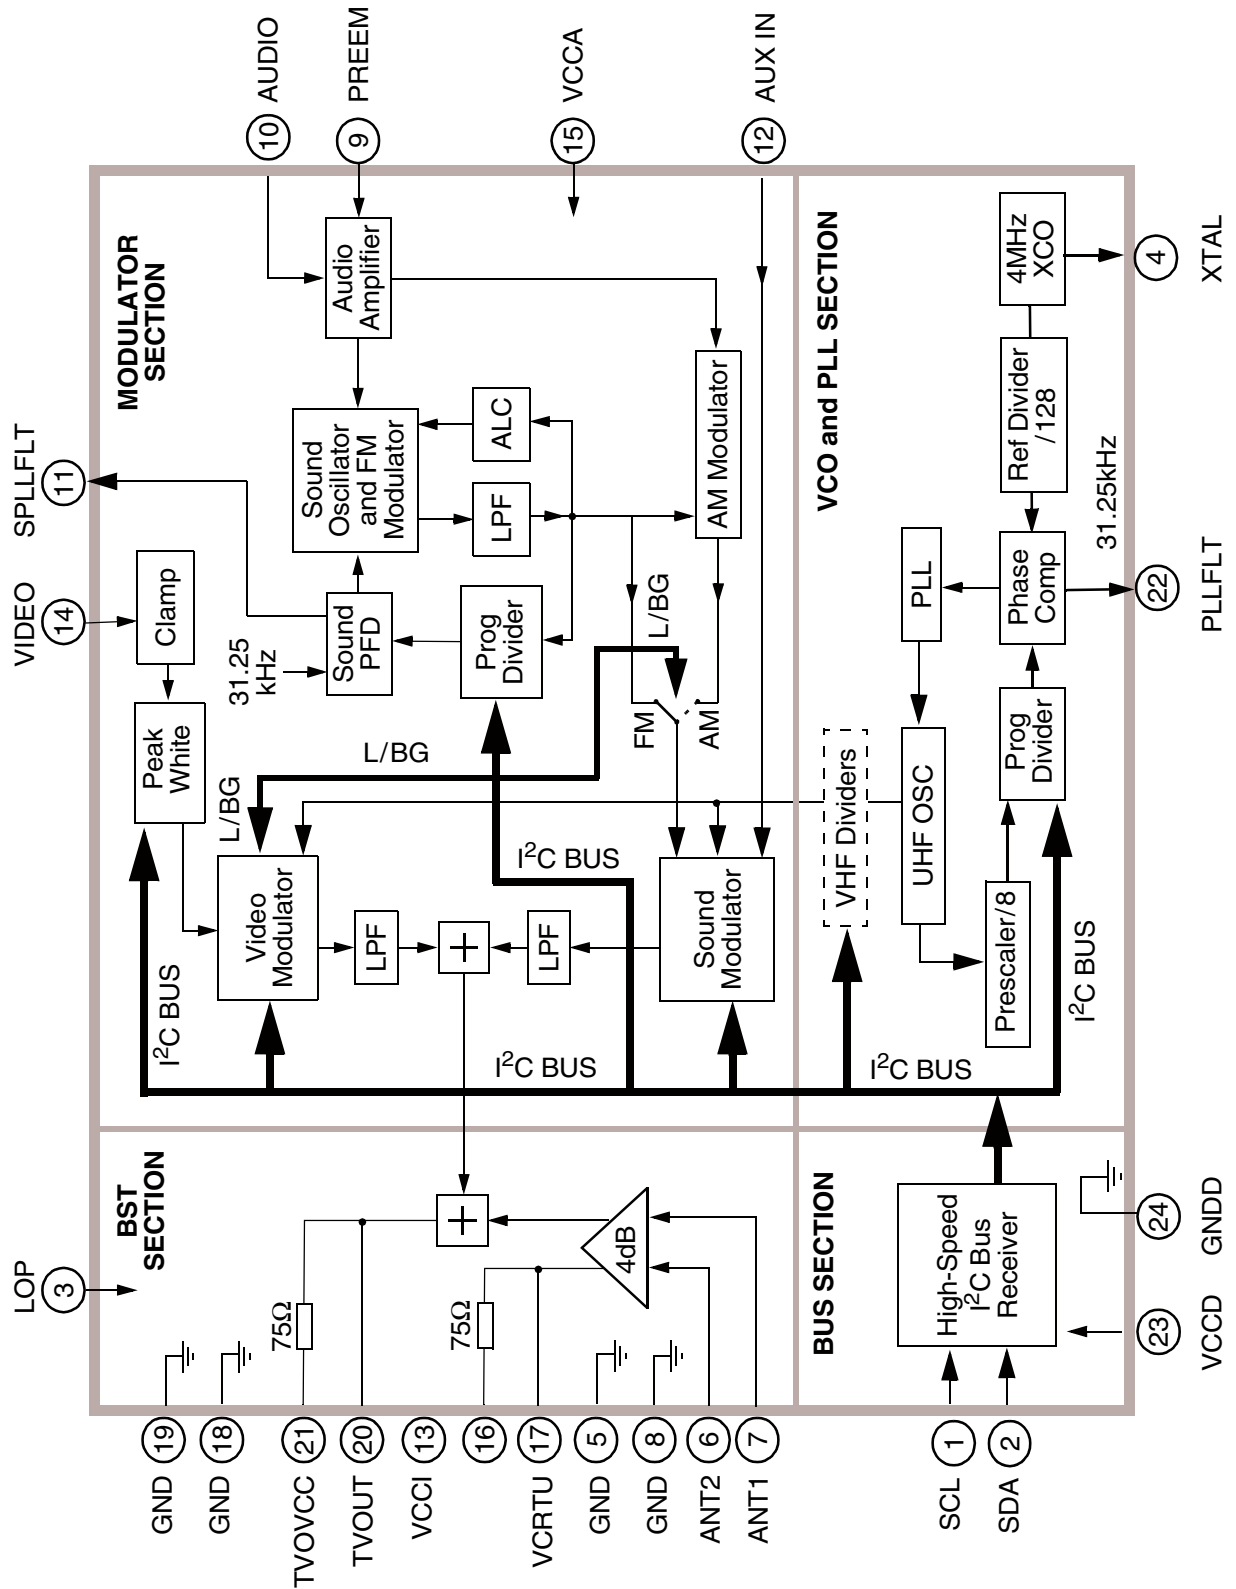 GND
19
GND
18
TVOVCC
21
TVOUT
20
VCCI
13
16
VCRTU
17
GND
5
GND
8
ANT2
6
ANT1
7
SCL
1
SDA
2
LOP
3
BST
SECTION
75Ω
75Ω
4dB
+
BUS SECTION
High-Speed
I²C Bus
Receiver
23
VCCD
24
GNDD
VIDEO
14
SPLLFLT
11
MODULATOR
SECTION
I²C BUS
Peak
White
Clamp
L/BG
Video
Modulator
LPF
+
LPF
Sound
Modulator
I²C BUS
I²C BUS
L/BG
31.25
kHz
Sound
PFD
Prog
Divider
Sound
Oscillator
and FM
Modulator
LPF
ALC
Audio
Amplifier
L/BG
FM
AM
AM Modulator
10
AUDIO
9
PREEM
15
VCCA
12
AUX IN
VCO and PLL SECTION
I²C BUS
VHF Dividers
UHF OSC
PLL
Prescaler/8
I²C BUS
Prog
Divider
Phase
Comp
Ref Divider
/128
4MHz
XCO
31.25kHz
22
PLLFLT
4
XTAL